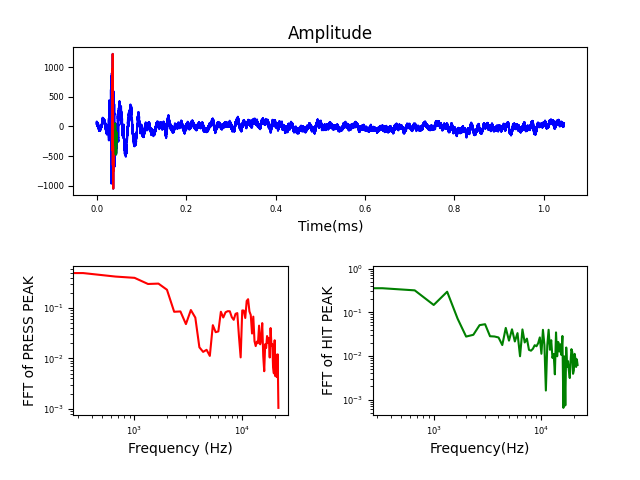 Amplitude
1000
500
0
−500
−1000
0.0 0.2 0.4 0.6 0.8 1.0
Time(ms)
FFT of PRESS PEAK
10⁻¹
10⁻²
10⁻³
10³ 10⁴
Frequency (Hz)
FFT of HIT PEAK
10⁰
10⁻¹
10⁻²
10⁻³
10³ 10⁴
Frequency(Hz)